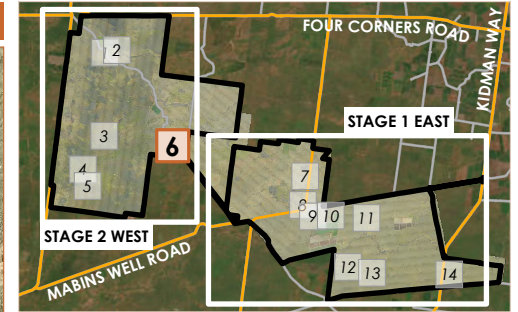 FOUR CORNERS ROAD
KIDMAN WAY
2
STAGE 1 EAST
3
6
4
5
7
8
9
10
11
STAGE 2 WEST
MABINS WELL ROAD
12
13
14